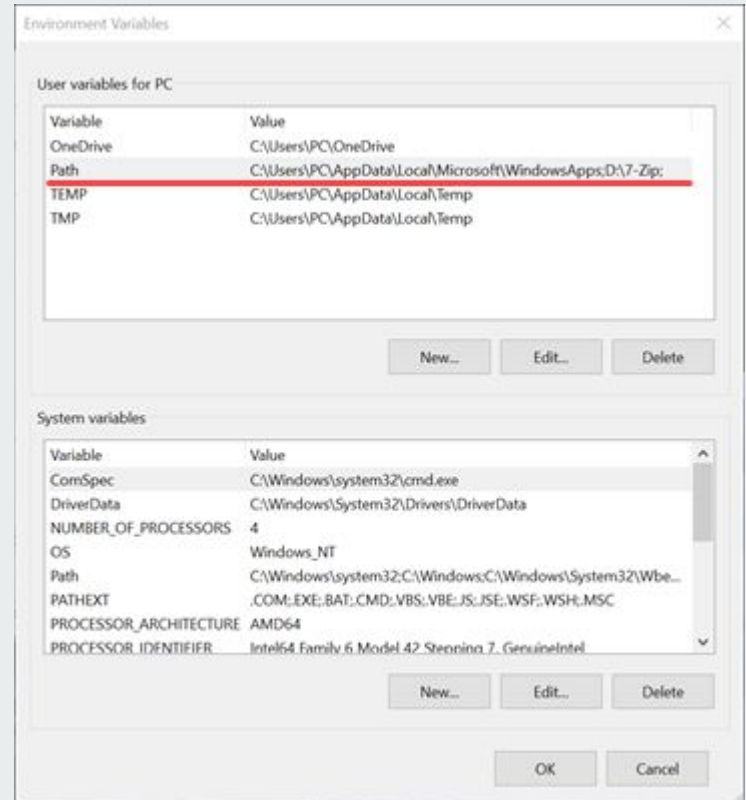 Environment Variables
User variables for PC
Variable Value
OneDrive C:\Users\PC\OneDrive
Path C:\Users\PC\AppData\Local\Microsoft\WindowsApps;D:\7-Zip;
TEMP C:\Users\PC\AppData\Local\Temp
TMP C:\Users\PC\AppData\Local\Temp
New... Edit... Delete
System variables
Variable Value
ComSpec C:\Windows\system32\cmd.exe
DriverData C:\Windows\System32\Drivers\DriverData
NUMBER_OF_PROCESSORS 4
OS Windows_NT
Path C:\Windows\system32;C:\Windows;C:\Windows\System32\Wbe...
PATHEXT .COM;.EXE;.BAT;.CMD;.VBS;.VBE;.JS;.JSE;.WSF;.WSH;.MSC
PROCESSOR_ARCHITECTURE AMD64
PROCESSOR_IDENTIFIER Intel64 Family 6 Model 42 Stepping 7, GenuineIntel
New... Edit... Delete
OK Cancel